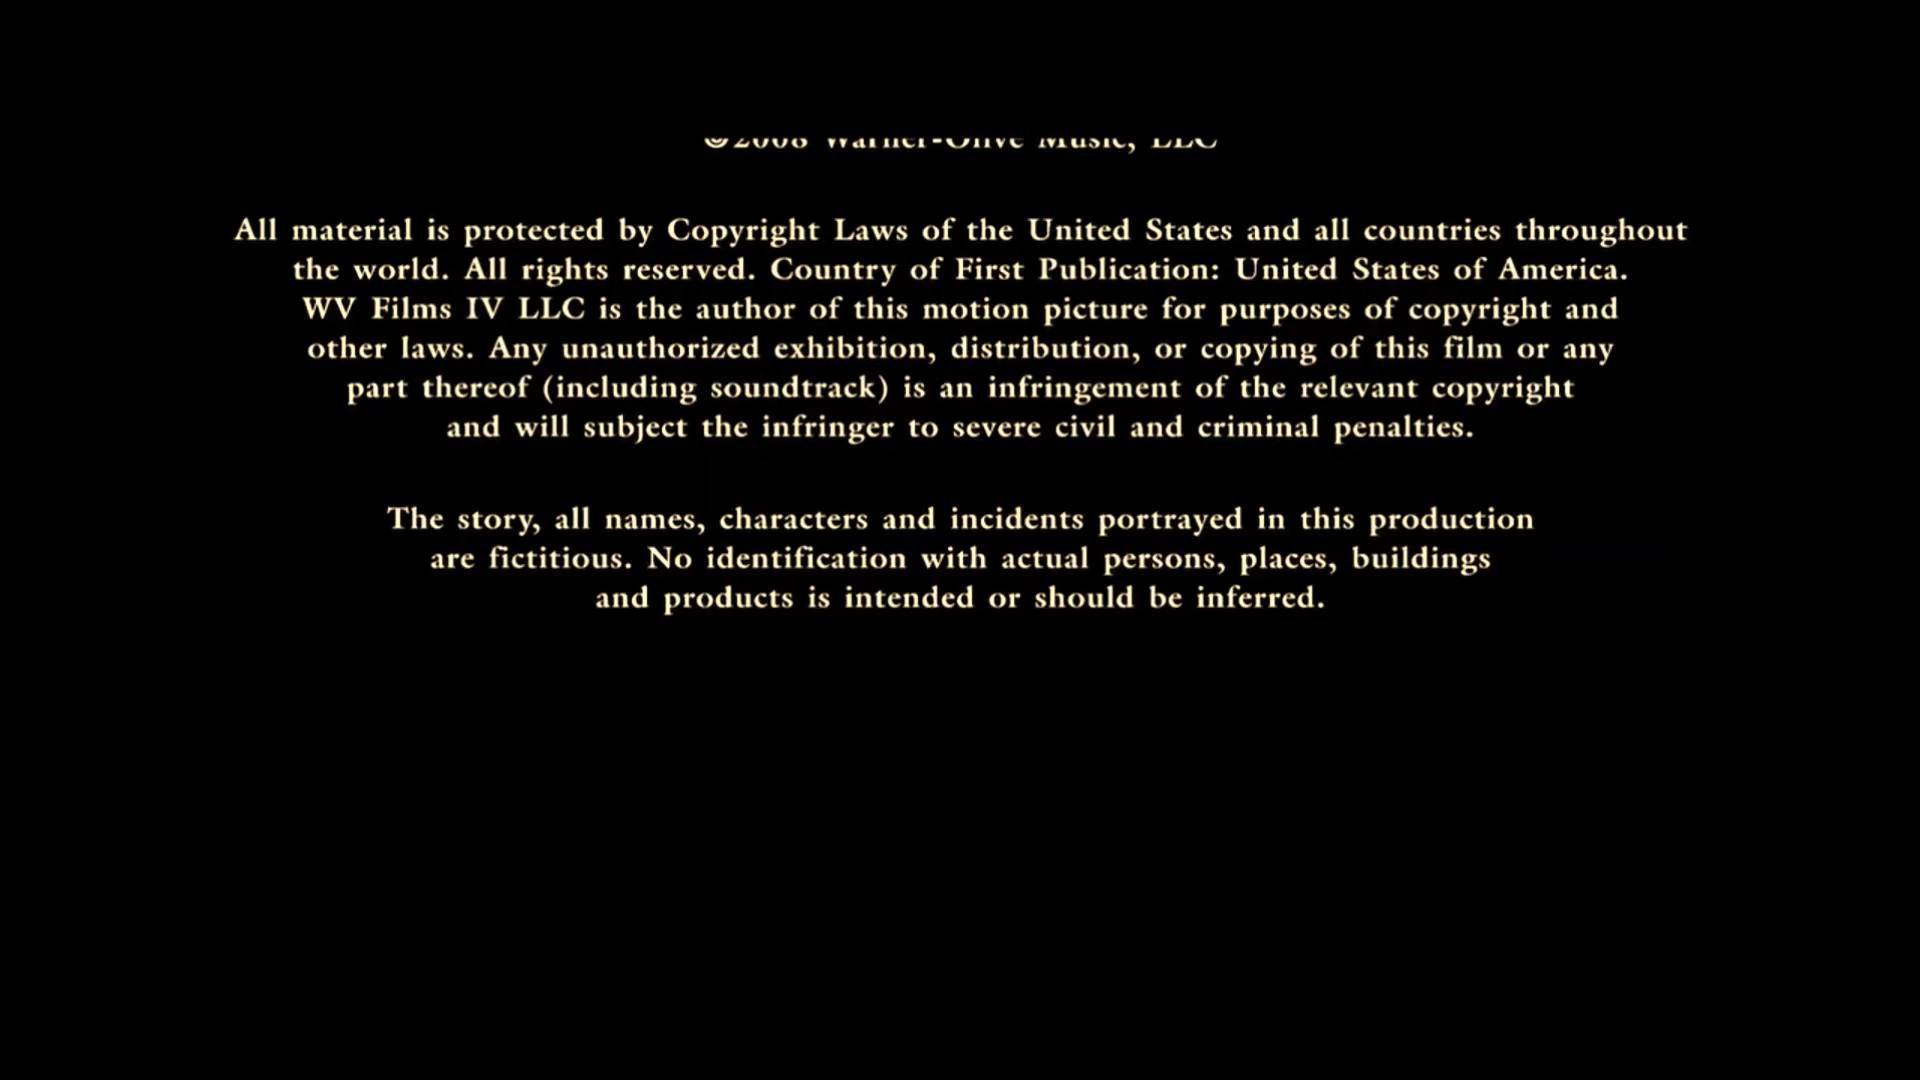 ©2008 Warner-Olive Music, LLC
All material is protected by Copyright Laws of the United States and all countries throughout
the world. All rights reserved. Country of First Publication: United States of America.
WV Films IV LLC is the author of this motion picture for purposes of copyright and
other laws. Any unauthorized exhibition, distribution, or copying of this film or any
part thereof (including soundtrack) is an infringement of the relevant copyright
and will subject the infringer to severe civil and criminal penalties.
The story, all names, characters and incidents portrayed in this production
are fictitious. No identification with actual persons, places, buildings
and products is intended or should be inferred.